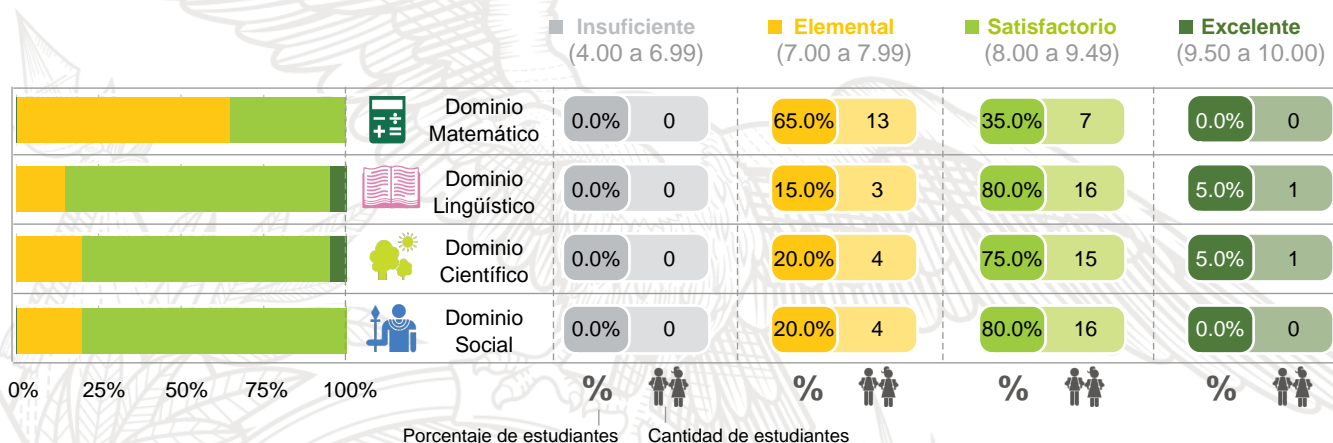 Insuficiente Elemental Satisfactorio Excelente
(4.00 a 6.99) (7.00 a 7.99) (8.00 a 9.49) (9.50 a 10.00)
Dominio
Matemático
0.0% 0 65.0% 13 35.0% 7 0.0% 0
Dominio
Lingüístico
0.0% 0 15.0% 3 80.0% 16 5.0% 1
Dominio
Científico
0.0% 0 20.0% 4 75.0% 15 5.0% 1
Dominio
Social
0.0% 0 20.0% 4 80.0% 16 0.0% 0
0% 25% 50% 75% 100% % % % %
Porcentaje de estudiantes Cantidad de estudiantes